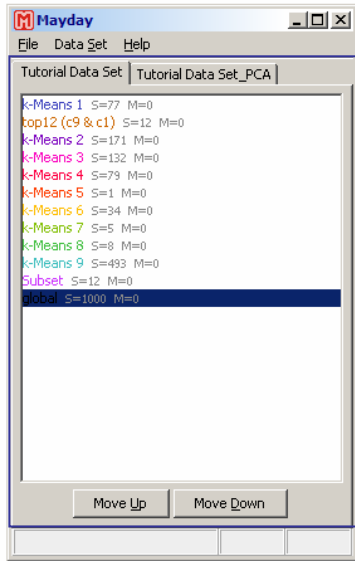 Mayday
File Data Set Help
Tutorial Data Set Tutorial Data Set_PCA
k-Means 1 S=77 M=0
top12 (c9 & c1) S=12 M=0
k-Means 2 S=171 M=0
k-Means 3 S=132 M=0
k-Means 4 S=79 M=0
k-Means 5 S=1 M=0
k-Means 6 S=34 M=0
k-Means 7 S=5 M=0
k-Means 8 S=8 M=0
k-Means 9 S=493 M=0
Subset S=12 M=0
global S=1000 M=0
Move Up Move Down